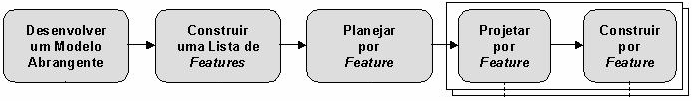 Desenvolver
um Modelo
Abrangente
Construir
uma Lista de
Features
Planejar
por
Feature
Projetar
por
Feature
Construir
por
Feature